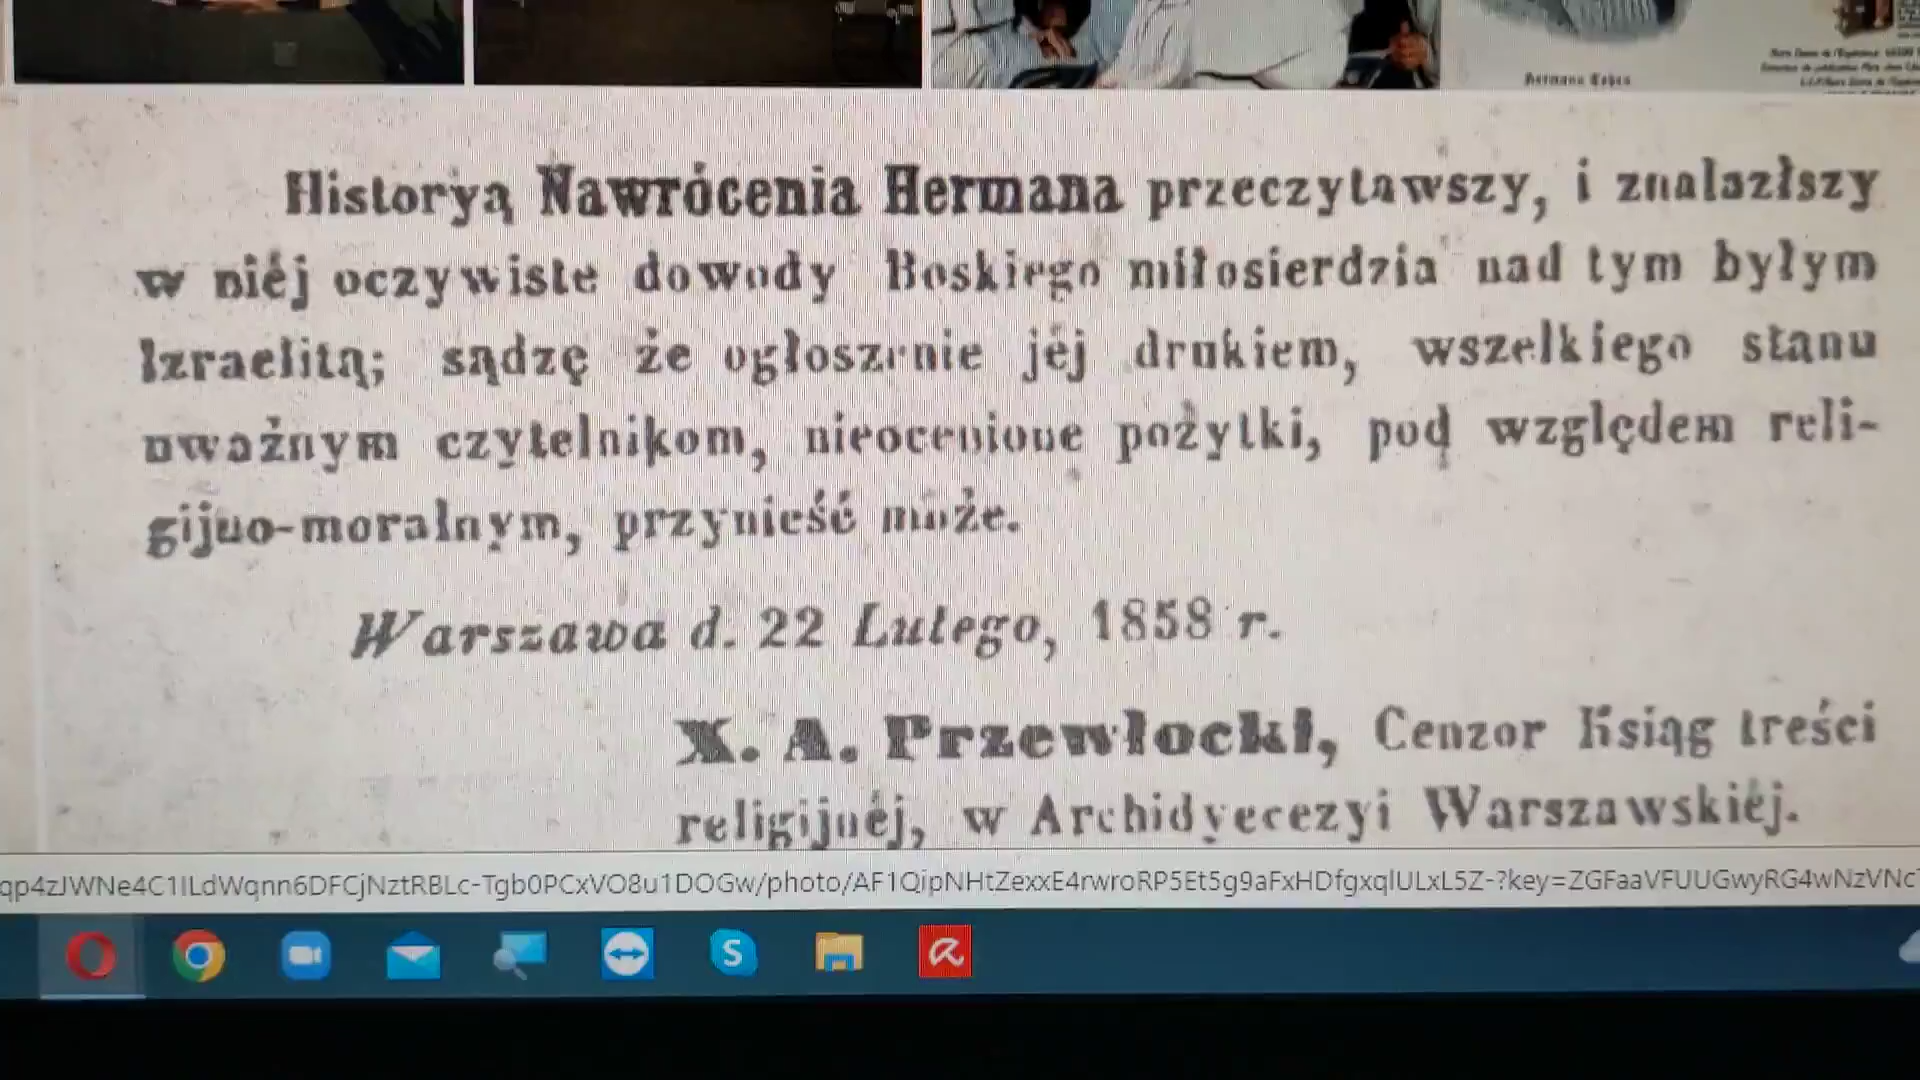 Hermann Cohen
Historyą Nawrócenia Hermana przeczytawszy, i znalazłszy
w niéj oczywiste dowody Boskiego miłosierdzia nad tym byłym
Izraelitą; sądzę że ogłoszenie jéj drukiem, wszelkiego stanu
uważnym czytelnikom, nieocenione pożytki, pod względem reli-
gijno-moralnym, przynieść może.
Warszawa d. 22 Lutego, 1858 r.
X. A. Przewłocki, Cenzor Ksiąg treści
religijnéj, w Archidyecezyi Warszawskiéj.
qp4zJWNe4C1ILdWqnn6DFCjNztRBLc-Tgb0PCxVO8u1DOGw/photo/AF1QipNHtZexxE4rwroRP5Et5g9aFxHDfgxqlULxL5Z-?key=ZGFaaVFUUGwyRG4wNzVNc
S